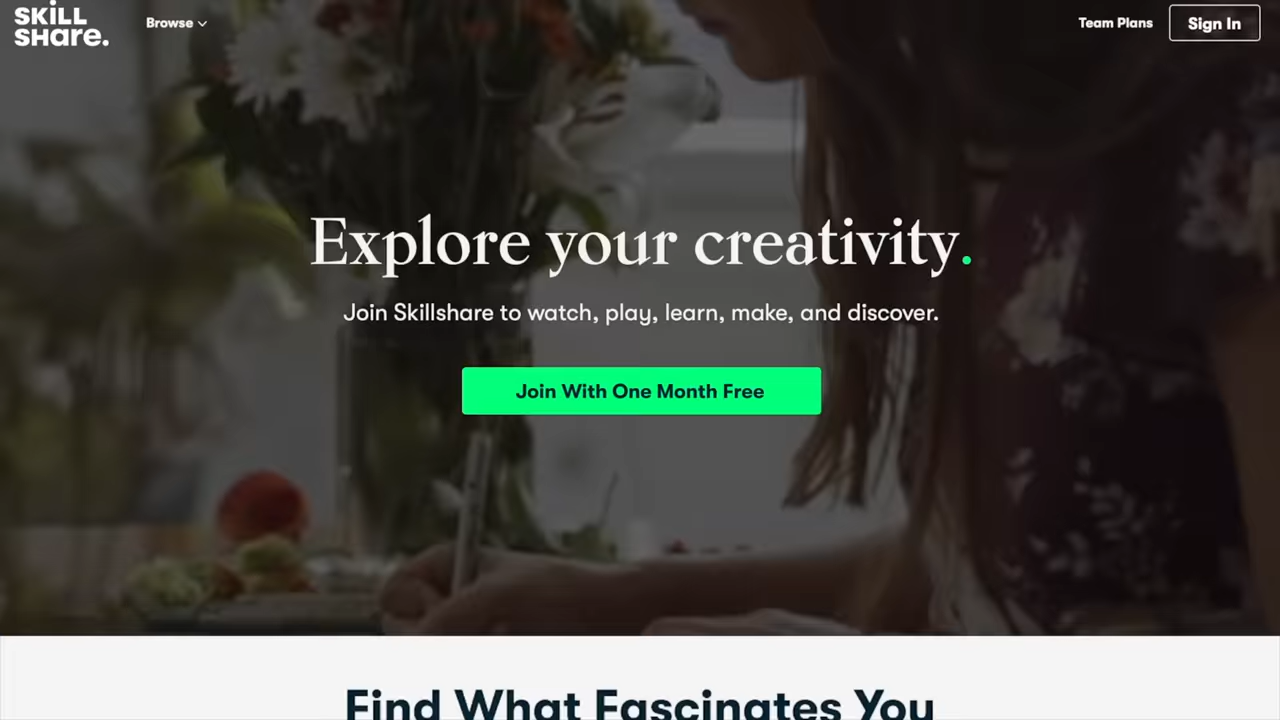 SKiLL
SHare.
Browse
Team Plans
Sign In
Explore your creativity.
Join Skillshare to watch, play, learn, make, and discover.
Join With One Month Free
Find What Fascinates You